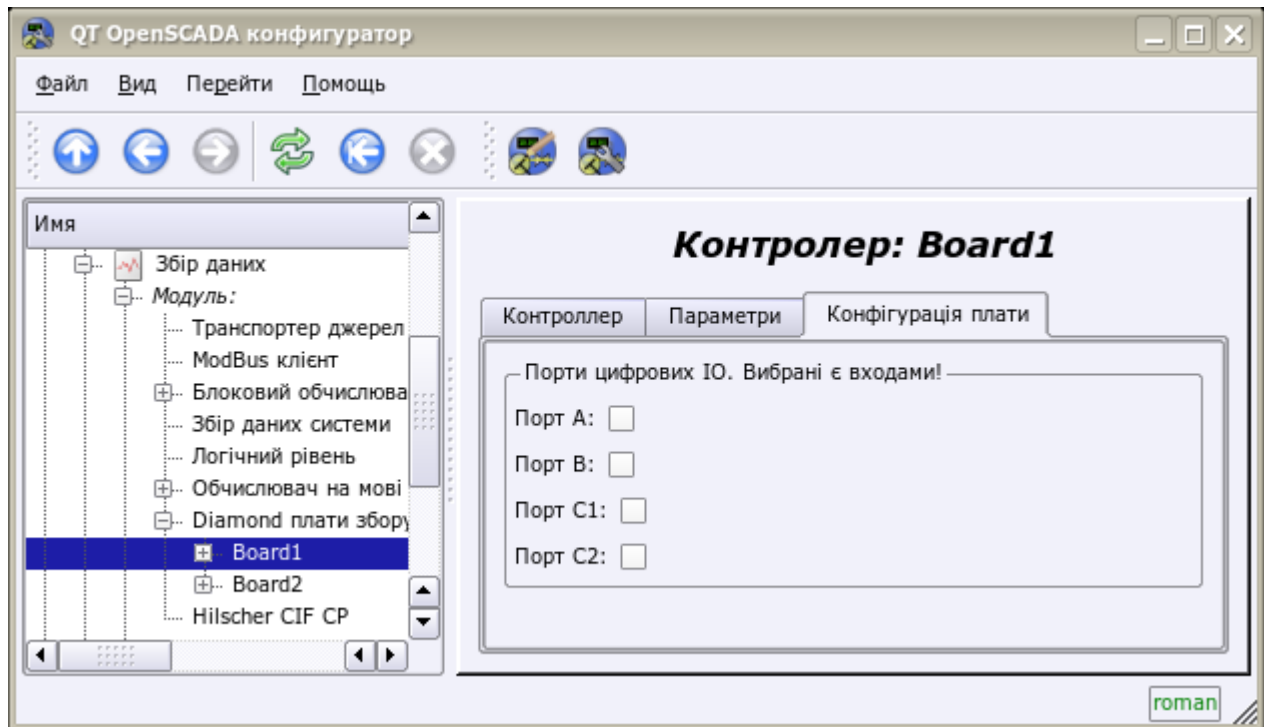 QT OpenSCADA конфигуратор
Файл Вид Перейти Помощь
Имя
Збір даних
Модуль:
Транспортер джерел
ModBus клієнт
Блоковий обчислюва
Збір даних системи
Логічний рівень
Обчислювач на мові
Diamond плати збору
Board1
Board2
Hilscher CIF CP
Контролер: Board1
Контроллер Параметри Конфігурація плати
Порти цифрових IO. Вибрані є входами!
Порт A:
Порт B:
Порт C1:
Порт C2:
roman